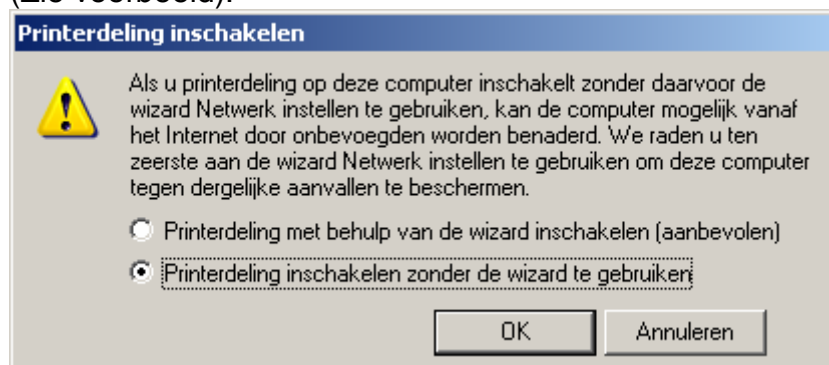 (Zie voorbeeld).
Printerdeling inschakelen
Als u printerdeling op deze computer inschakelt zonder daarvoor de
wizard Netwerk instellen te gebruiken, kan de computer mogelijk vanaf
het Internet door onbevoegden worden benaderd. We raden u ten
zeerste aan de wizard Netwerk instellen te gebruiken om deze computer
tegen dergelijke aanvallen te beschermen.
Printerdeling met behulp van de wizard inschakelen (aanbevolen)
Printerdeling inschakelen zonder de wizard te gebruiken
OK Annuleren